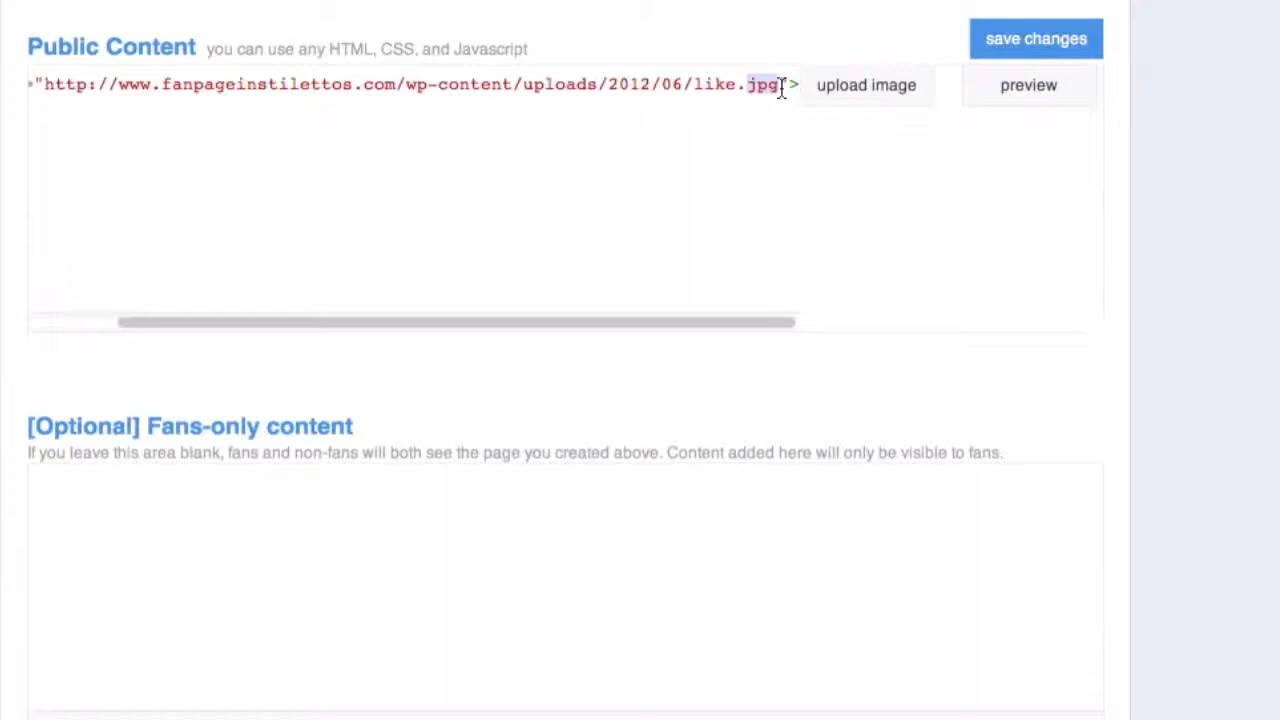 Public Content you can use any HTML, CSS, and Javascript
save changes
"http://www.fanpageinstilettos.com/wp-content/uploads/2012/06/like.jpg">
upload image
preview
[Optional] Fans-only content
If you leave this area blank, fans and non-fans will both see the page you created above. Content added here will only be visible to fans.